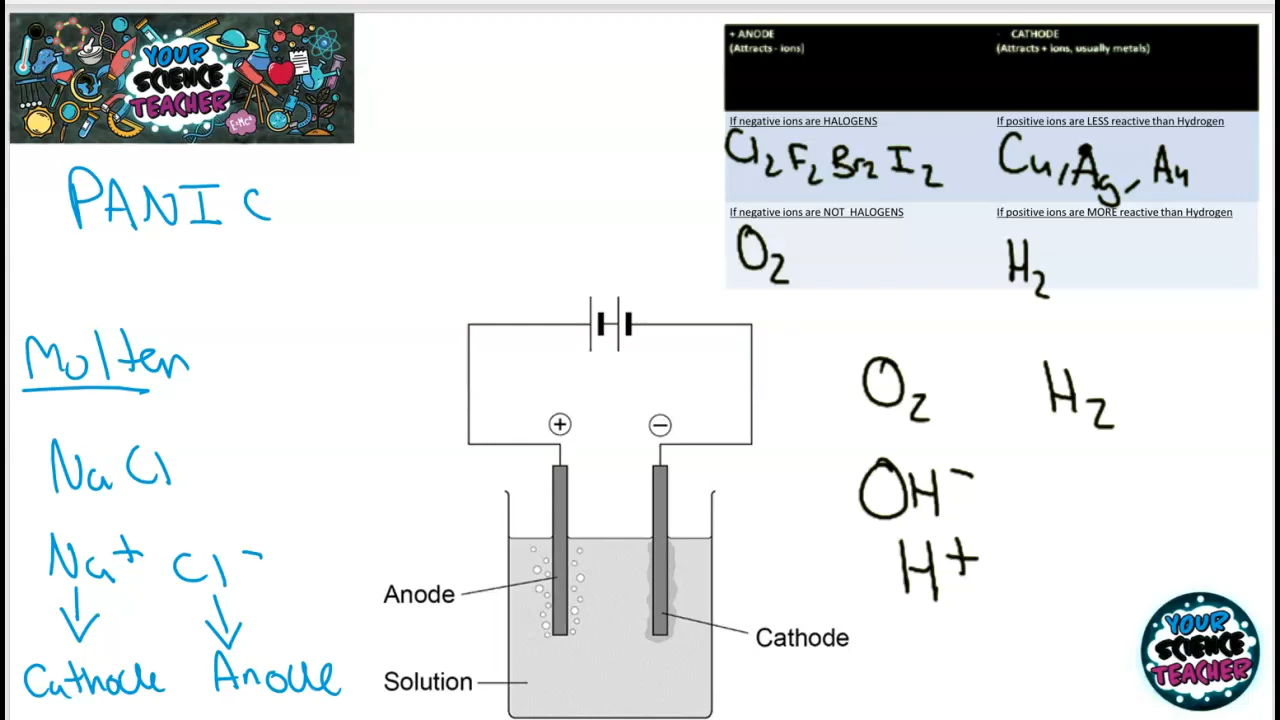 YOUR
SCIENCE
TEACHER
E=MC²
PANIC
Molten
NaCl
Na+ Cl-
Cathode Anode
+ ANODE
(Attracts - ions)
- CATHODE
(Attracts + ions, usually metals)
If negative ions are HALOGENS
If positive ions are LESS reactive than Hydrogen
Cl2 F2 Br2 I2
Cu, Ag, Au
If negative ions are NOT HALOGENS
If positive ions are MORE reactive than Hydrogen
O2
H2
O2 H2
OH-
H+
+
−
Anode
Cathode
Solution
YOUR
SCIENCE
TEACHER